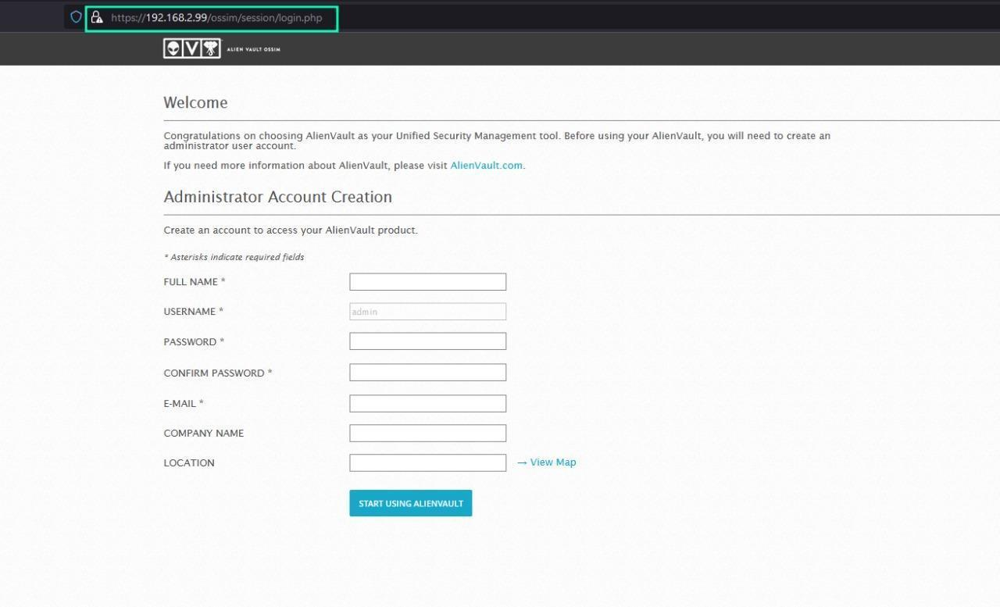 https://192.168.2.99/ossim/session/login.php
ALIEN VAULT OSSIM
Welcome
Congratulations on choosing AlienVault as your Unified Security Management tool. Before using your AlienVault, you will need to create an
administrator user account.
If you need more information about AlienVault, please visit AlienVault.com.
Administrator Account Creation
Create an account to access your AlienVault product.
* Asterisks indicate required fields
FULL NAME *
USERNAME * admin
PASSWORD *
CONFIRM PASSWORD *
E-MAIL *
COMPANY NAME
LOCATION → View Map
START USING ALIENVAULT